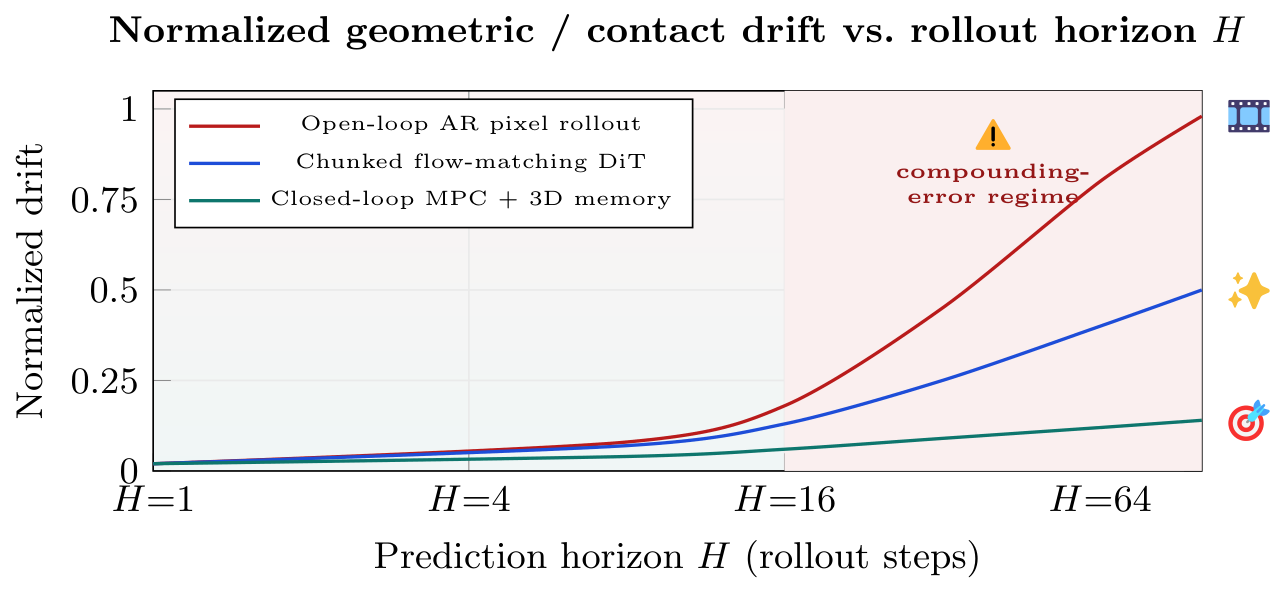 Normalized geometric / contact drift vs. rollout horizon H
Normalized drift
1
0.75
0.5
0.25
0
Open-loop AR pixel rollout
Chunked flow-matching DiT
Closed-loop MPC + 3D memory
compounding-
error regime
H=1
H=4
H=16
H=64
Prediction horizon H (rollout steps)